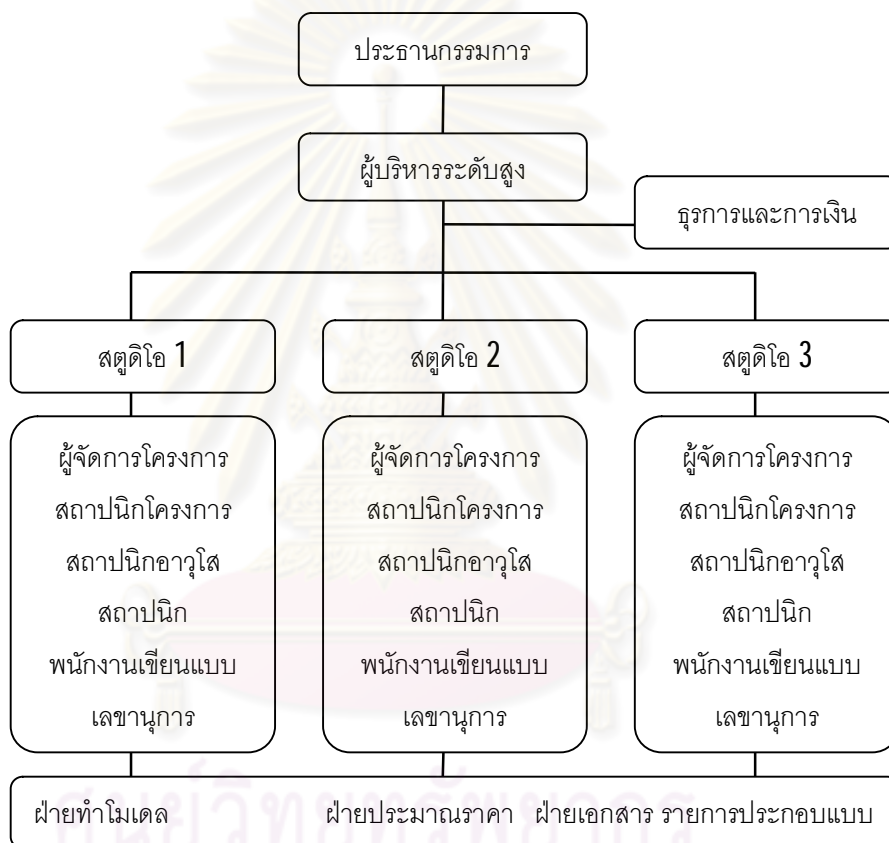 ประธานกรรมการ
ผู้บริหารระดับสูง
ธุรการและการเงิน
สตูดิโอ 1
สตูดิโอ 2
สตูดิโอ 3
ผู้จัดการโครงการ
สถาปนิกโครงการ
สถาปนิกอาวุโส
สถาปนิก
พนักงานเขียนแบบ
เลขานุการ
ผู้จัดการโครงการ
สถาปนิกโครงการ
สถาปนิกอาวุโส
สถาปนิก
พนักงานเขียนแบบ
เลขานุการ
ผู้จัดการโครงการ
สถาปนิกโครงการ
สถาปนิกอาวุโส
สถาปนิก
พนักงานเขียนแบบ
เลขานุการ
ฝ่ายทำโมเดล ฝ่ายประมาณราคา ฝ่ายเอกสาร รายการประกอบแบบ
ศูนย์วิทยทรัพยากร